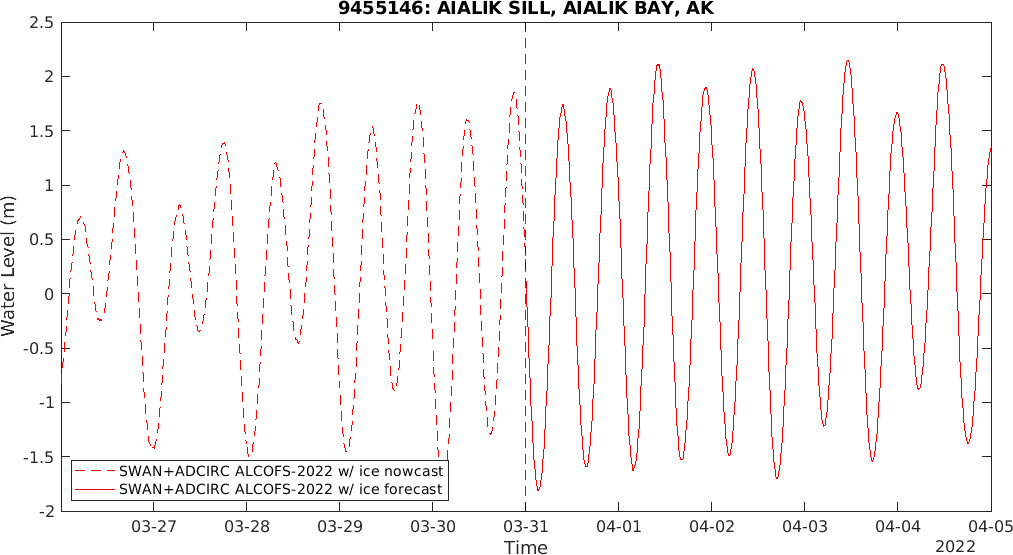 9455146: AIALIK SILL, AIALIK BAY, AK
2.5
2
1.5
1
0.5
0
-0.5
-1
-1.5
-2
Water Level (m)
SWAN+ADCIRC ALCOFS-2022 w/ ice nowcast
SWAN+ADCIRC ALCOFS-2022 w/ ice forecast
03-27 03-28 03-29 03-30 03-31 04-01 04-02 04-03 04-04 04-05
Time
2022